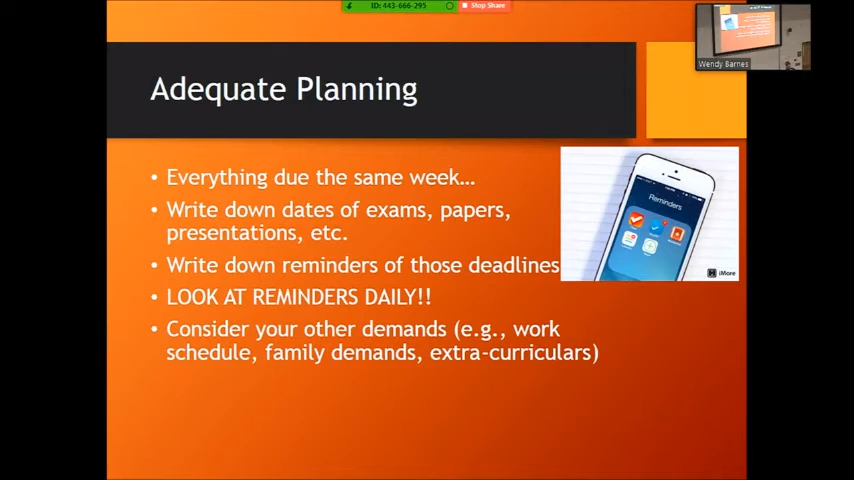 ID: 443-666-295
Stop Share
Wendy Barnes
Adequate Planning
• Everything due the same week...
• Write down dates of exams, papers,
presentations, etc.
• Write down reminders of those deadlines
• LOOK AT REMINDERS DAILY!!
• Consider your other demands (e.g., work
schedule, family demands, extra-curriculars)
Reminders
iMore